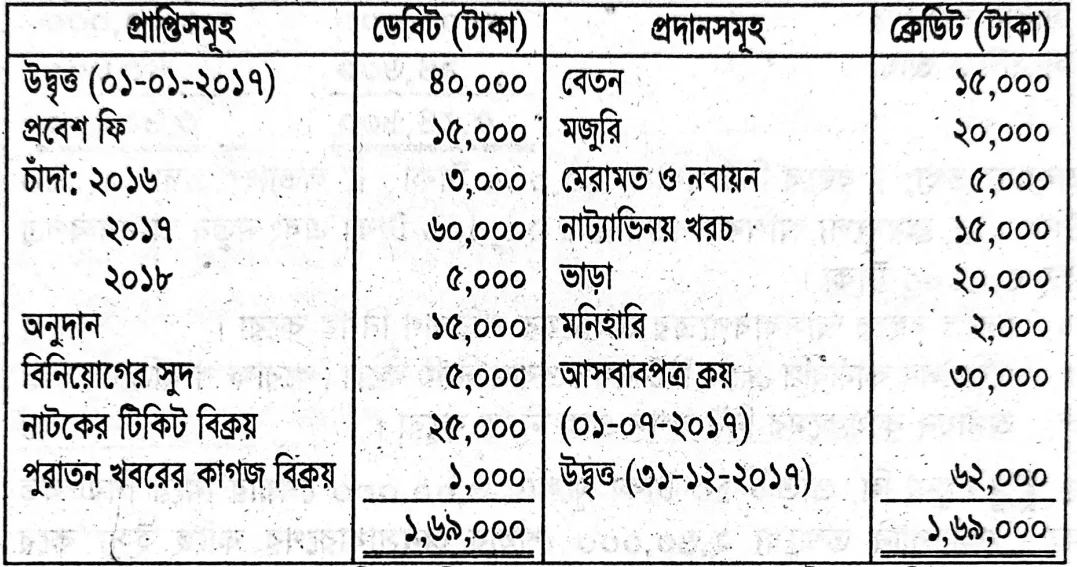 প্রাপ্তিসমূহ ডেবিট (টাকা) প্রদানসমূহ ক্রেডিট (টাকা)
উদ্বৃত্ত (০১-০১-২০১৭) ৪০,০০০ বেতন ১৫,০০০
প্রবেশ ফি ১৫,০০০ মজুরি ২০,০০০
চাঁদা: ২০১৬ ৩,০০০ মেরামত ও নবায়ন ৫,০০০
২০১৭ ৬০,০০০ নাট্যাভিনয় খরচ ১৫,০০০
২০১৮ ৫,০০০ ভাড়া ২০,০০০
অনুদান ১৫,০০০ মনিহারি ২,০০০
বিনিয়োগের সুদ ৫,০০০ আসবাবপত্র ক্রয় ৩০,০০০
নাটকের টিকিট বিক্রয় ২৫,০০০ (০১-০৭-২০১৭)
পুরাতন খবরের কাগজ বিক্রয় ১,০০০ উদ্বৃত্ত (৩১-১২-২০১৭) ৬২,০০০
১,৬৯,০০০ ১,৬৯,০০০